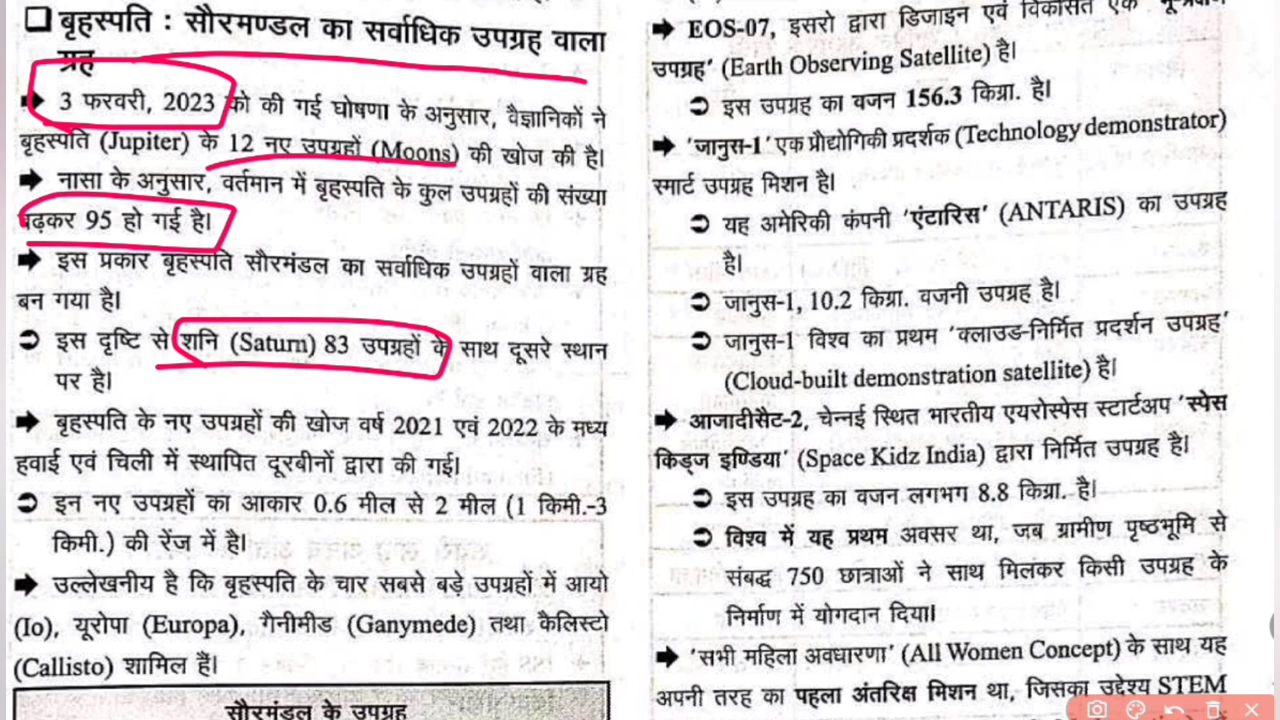 ❑ बृहस्पति : सौरमण्डल का सर्वाधिक उपग्रह वाला
ग्रह
➡ 3 फरवरी, 2023 को की गई घोषणा के अनुसार, वैज्ञानिकों ने
बृहस्पति (Jupiter) के 12 नए उपग्रहों (Moons) की खोज की है।
➡ नासा के अनुसार, वर्तमान में बृहस्पति के कुल उपग्रहों की संख्या
बढ़कर 95 हो गई है।
➡ इस प्रकार बृहस्पति सौरमंडल का सर्वाधिक उपग्रहों वाला ग्रह
बन गया है।
➲ इस दृष्टि से शनि (Saturn) 83 उपग्रहों के साथ दूसरे स्थान
पर है।
➡ बृहस्पति के नए उपग्रहों की खोज वर्ष 2021 एवं 2022 के मध्य
हवाई एवं चिली में स्थापित दूरबीनों द्वारा की गई।
➲ इन नए उपग्रहों का आकार 0.6 मील से 2 मील (1 किमी.-3
किमी.) की रेंज में है।
➡ उल्लेखनीय है कि बृहस्पति के चार सबसे बड़े उपग्रहों में आयो
(Io), यूरोपा (Europa), गैनीमीड (Ganymede) तथा कैलिस्टो
(Callisto) शामिल हैं।
सौरमंडल के उपग्रह
➡ EOS-07, इसरो द्वारा डिजाइन एवं विकसित एक
उपग्रह' (Earth Observing Satellite) है।
➲ इस उपग्रह का वजन 156.3 किग्रा. है।
➡ 'जानुस-1' एक प्रौद्योगिकी प्रदर्शक (Technology demonstrator)
स्मार्ट उपग्रह मिशन है।
➲ यह अमेरिकी कंपनी 'एंटारिस' (ANTARIS) का उपग्रह
है।
➲ जानुस-1, 10.2 किग्रा. वजनी उपग्रह है।
➲ जानुस-1 विश्व का प्रथम 'क्लाउड-निर्मित प्रदर्शन उपग्रह'
(Cloud-built demonstration satellite) है।
➡ आजादीसैट-2, चेन्नई स्थित भारतीय एयरोस्पेस स्टार्टअप 'स्पेस
किड्ज इण्डिया' (Space Kidz India) द्वारा निर्मित उपग्रह है।
➲ इस उपग्रह का वजन लगभग 8.8 किग्रा. है।
➲ विश्व में यह प्रथम अवसर था, जब ग्रामीण पृष्ठभूमि से
संबद्ध 750 छात्राओं ने साथ मिलकर किसी उपग्रह के
निर्माण में योगदान दिया।
➡ 'सभी महिला अवधारणा' (All Women Concept) के साथ यह
अपनी तरह का पहला अंतरिक्ष मिशन था, जिसका उद्देश्य STEM